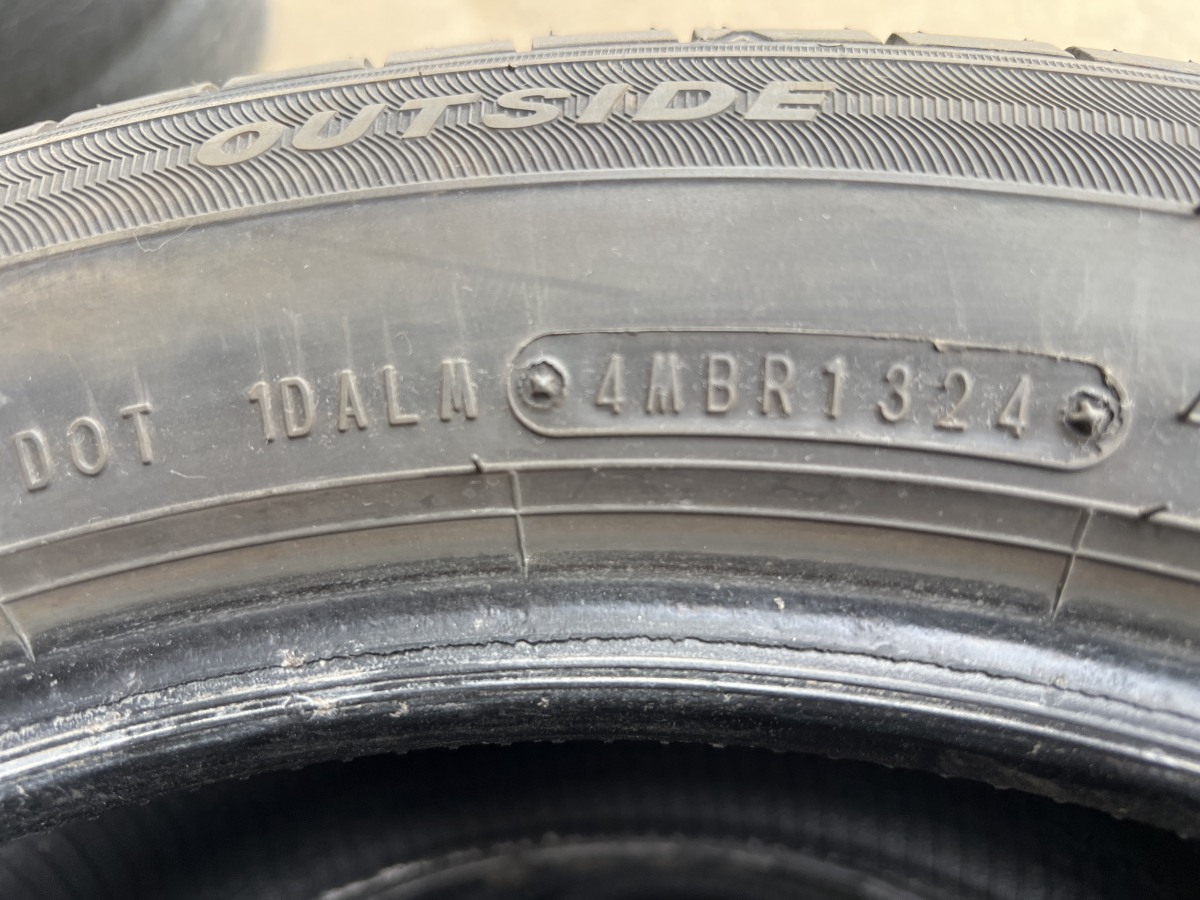 OUTSIDE
DOT 1DALM 4MBR1324